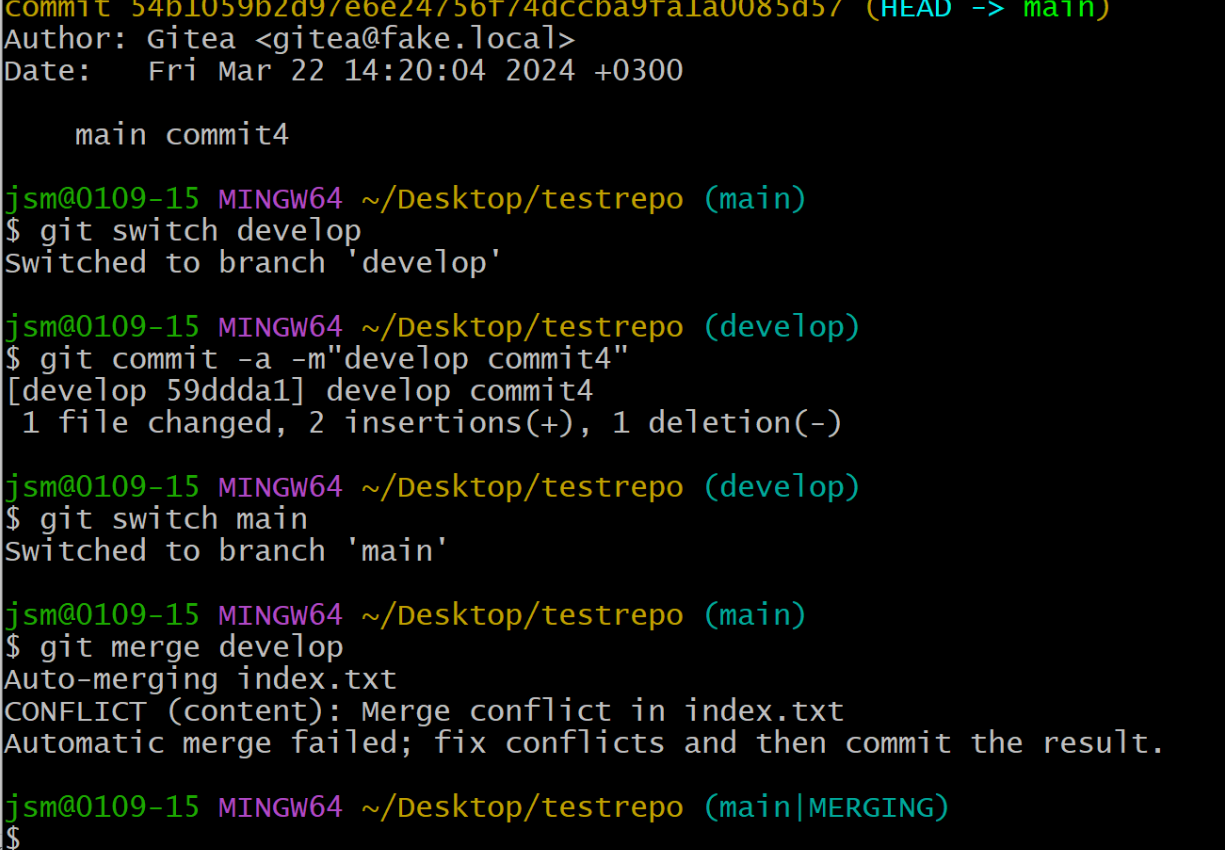 commit 54b1059b2d97e6e24756f74dccba9fa1a0085d57 (HEAD -> main)
Author: Gitea <gitea@fake.local>
Date:   Fri Mar 22 14:20:04 2024 +0300
    main commit4
jsm@0109-15 MINGW64 ~/Desktop/testrepo (main)
$ git switch develop
Switched to branch 'develop'
jsm@0109-15 MINGW64 ~/Desktop/testrepo (develop)
$ git commit -a -m"develop commit4"
[develop 59ddda1] develop commit4
 1 file changed, 2 insertions(+), 1 deletion(-)
jsm@0109-15 MINGW64 ~/Desktop/testrepo (develop)
$ git switch main
Switched to branch 'main'
jsm@0109-15 MINGW64 ~/Desktop/testrepo (main)
$ git merge develop
Auto-merging index.txt
CONFLICT (content): Merge conflict in index.txt
Automatic merge failed; fix conflicts and then commit the result.
jsm@0109-15 MINGW64 ~/Desktop/testrepo (main|MERGING)
$